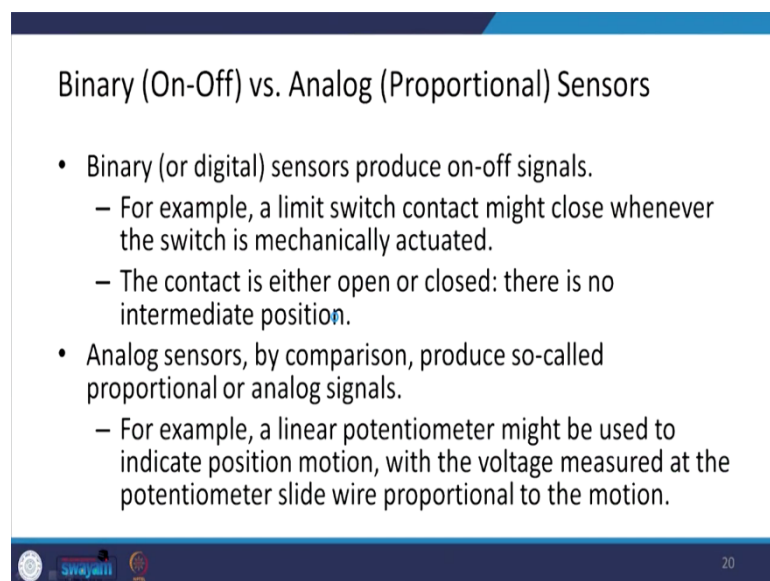 Binary (On-Off) vs. Analog (Proportional) Sensors
• Binary (or digital) sensors produce on-off signals.
– For example, a limit switch contact might close whenever
the switch is mechanically actuated.
– The contact is either open or closed: there is no
intermediate position.
• Analog sensors, by comparison, produce so-called
proportional or analog signals.
– For example, a linear potentiometer might be used to
indicate position motion, with the voltage measured at the
potentiometer slide wire proportional to the motion.
swayam
20